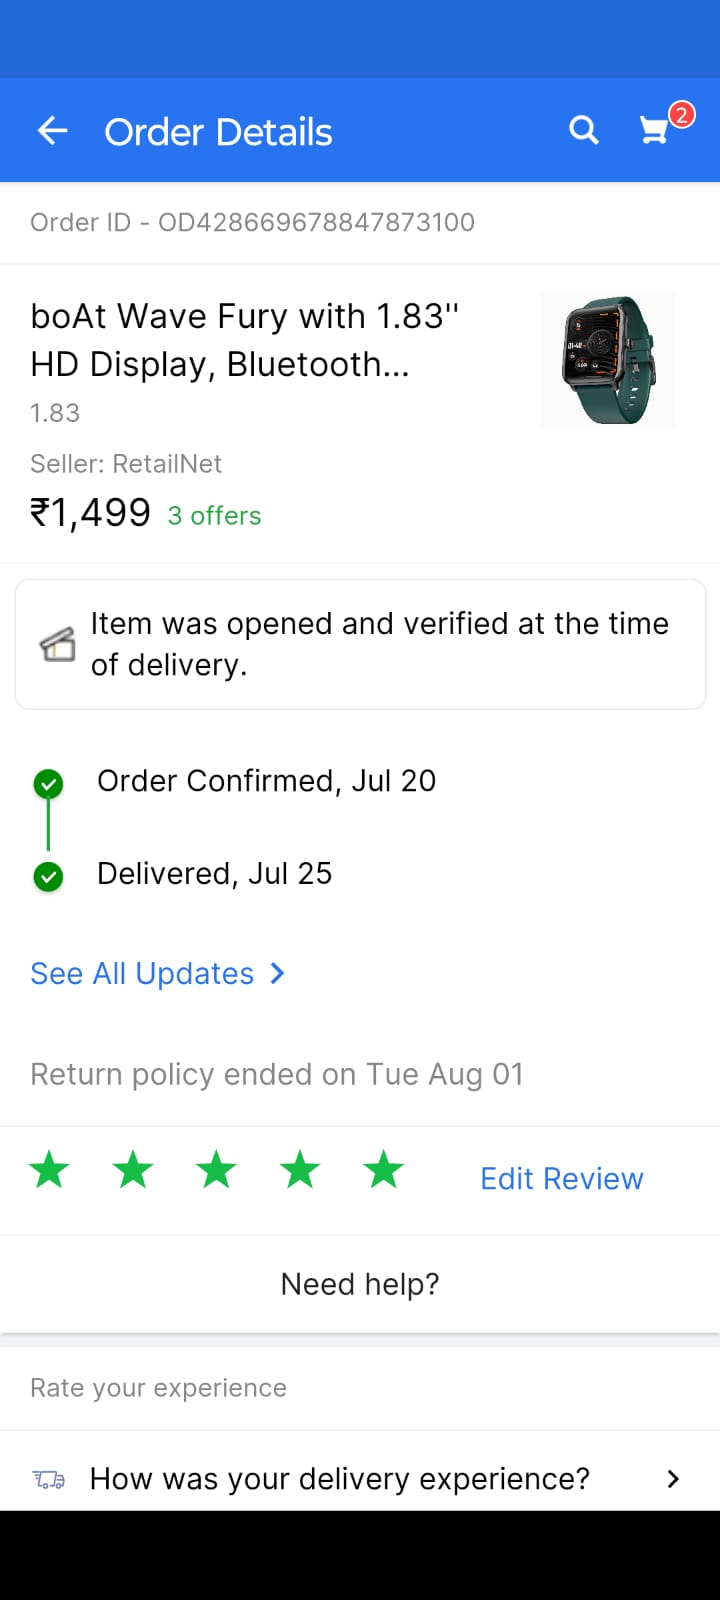 Order Details
2
Order ID - OD428669678847873100
boAt Wave Fury with 1.83"
HD Display, Bluetooth...
1.83
Seller: RetailNet
₹1,499 3 offers
Item was opened and verified at the time
of delivery.
Order Confirmed, Jul 20
Delivered, Jul 25
See All Updates
Return policy ended on Tue Aug 01
Edit Review
Need help?
Rate your experience
How was your delivery experience?